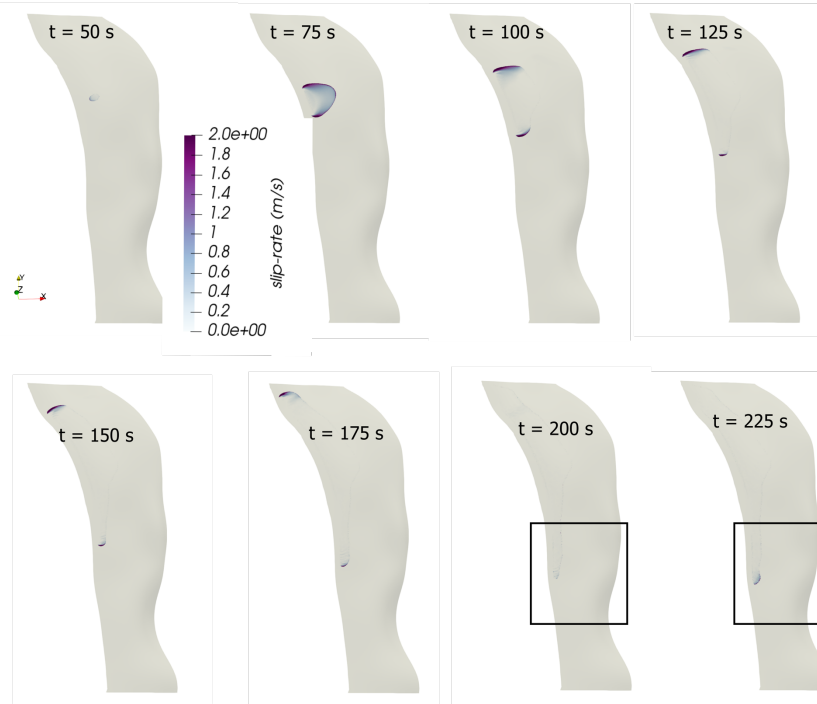 t = 50 s
t = 75 s
t = 100 s
t = 125 s
2.0e+00
1.8
1.6
1.4
1.2
1
0.8
0.6
0.4
0.2
0.0e+00
slip-rate (m/s)
Y
Z
X
t = 150 s
t = 175 s
t = 200 s
t = 225 s